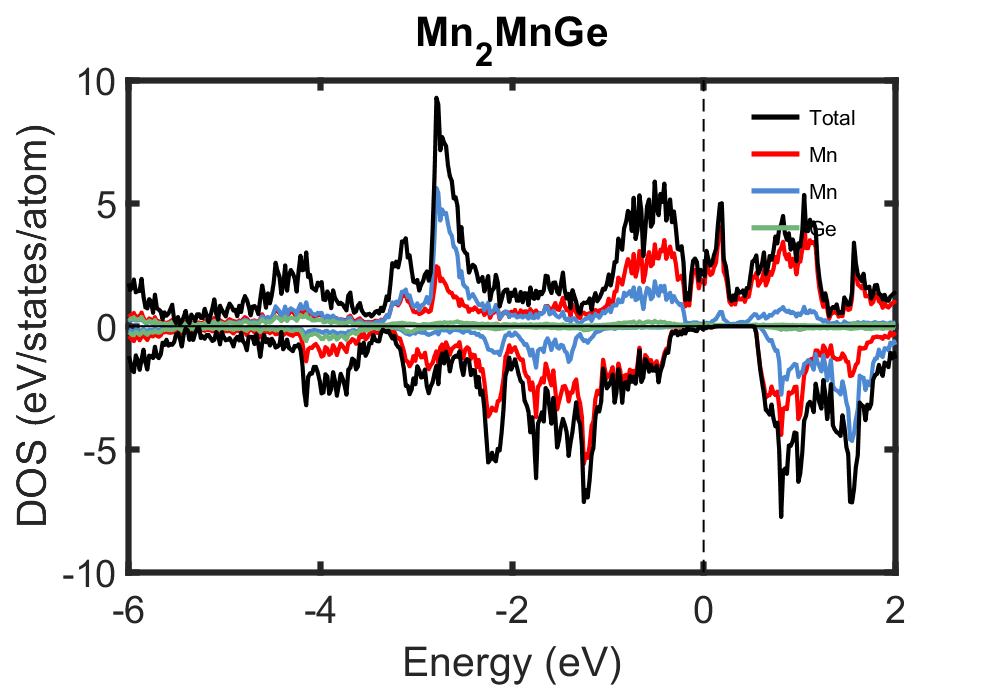 Mn2MnGe
DOS (eV/states/atom)
10
5
0
0
-5
-10
Total
Mn
Mn
Ge
-6 -4 -2 0 2
Energy (eV)